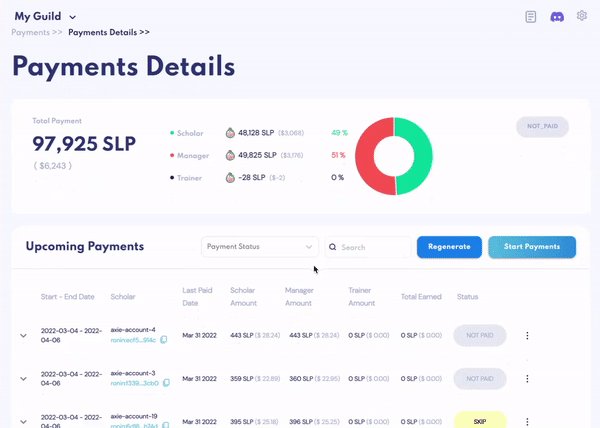 My Guild
Payments >> Payments Details >>
Payments Details
Total Payment
97,925 SLP
( $6,243 )
Scholar 48,128 SLP ($3,068) 49 %
Manager 49,825 SLP ($3,176) 51 %
Trainer -28 SLP ($-2) 0 %
NOT_PAID
Upcoming Payments
Payment Status
Search
Regenerate
Start Payments
Start - End Date Scholar Last Paid Date Scholar Amount Manager Amount Trainer Amount Total Earned Status
2022-03-04 - 2022-04-06 axie-account-4 Mar 31 2022 443 SLP ($ 28.24) 443 SLP ($ 28.24) 0 SLP ($ 0.00) 0 SLP ($ 0.00) NOT PAID
2022-03-04 - 2022-04-06 axie-account-3 Mar 31 2022 359 SLP ($ 22.89) 360 SLP ($ 22.95) 0 SLP ($ 0.00) 0 SLP ($ 0.00) NOT PAID
2022-03-04 - 2022- axie-account-19 Mar 31 2022 395 SLP ($ 25.18) 396 SLP ($ 25.25) 0 SLP ($ 0.00) 0 SLP ($ 0.00) SKIP